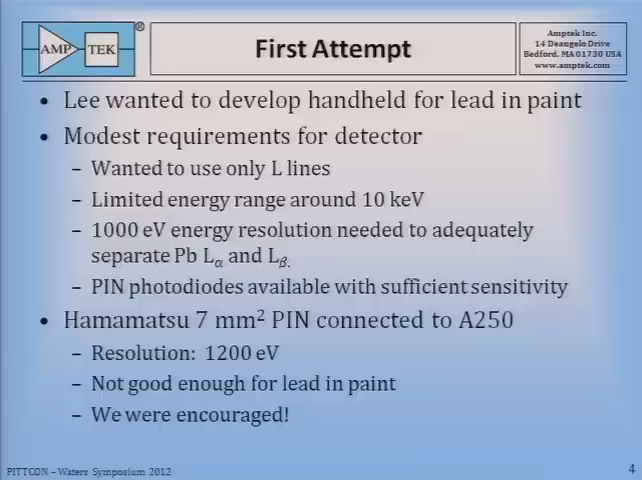 AMP TEK ®
First Attempt
Amptek Inc.
14 Deangelo Drive
Bedford, MA 01730 USA
www.amptek.com
• Lee wanted to develop handheld for lead in paint
• Modest requirements for detector
– Wanted to use only L lines
– Limited energy range around 10 keV
– 1000 eV energy resolution needed to adequately
separate Pb Lα and Lβ.
– PIN photodiodes available with sufficient sensitivity
• Hamamatsu 7 mm² PIN connected to A250
– Resolution: 1200 eV
– Not good enough for lead in paint
– We were encouraged!
PITTCON – Waters Symposium 2012
4